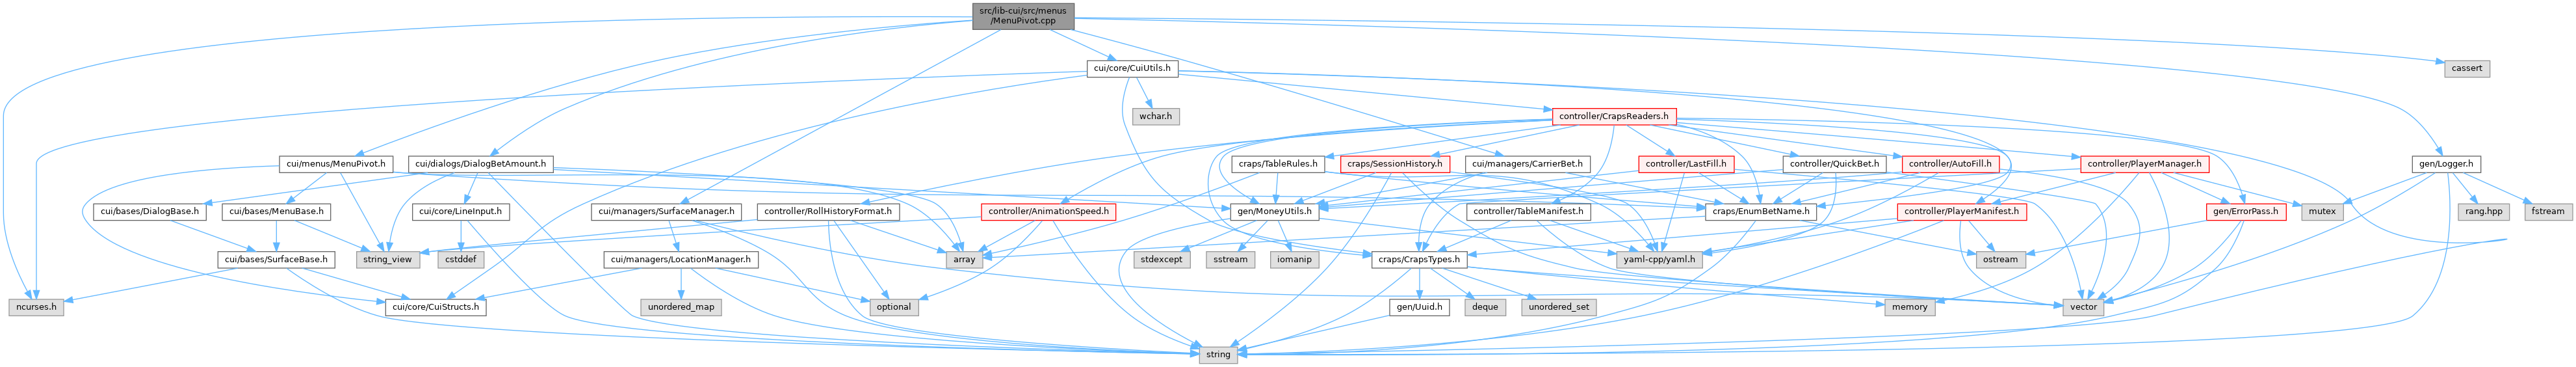 src/lib-cui/src/menus
/MenuPivot.cpp
cui/core/CuiUtils.h
cassert
wchar.h
controller/CrapsReaders.h
cui/menus/MenuPivot.h
cui/dialogs/DialogBetAmount.h
craps/TableRules.h
craps/SessionHistory.h
cui/managers/CarrierBet.h
controller/LastFill.h
controller/QuickBet.h
controller/AutoFill.h
controller/PlayerManager.h
gen/Logger.h
cui/bases/DialogBase.h
cui/bases/MenuBase.h
cui/core/LineInput.h
cui/managers/SurfaceManager.h
controller/RollHistoryFormat.h
controller/AnimationSpeed.h
gen/MoneyUtils.h
controller/TableManifest.h
craps/EnumBetName.h
controller/PlayerManifest.h
gen/ErrorPass.h
mutex
rang.hpp
fstream
cui/bases/SurfaceBase.h
string_view
cstddef
cui/managers/LocationManager.h
array
stdexcept
sstream
iomanip
craps/CrapsTypes.h
yaml-cpp/yaml.h
ostream
ncurses.h
cui/core/CuiStructs.h
unordered_map
optional
gen/Uuid.h
deque
unordered_set
memory
vector
string